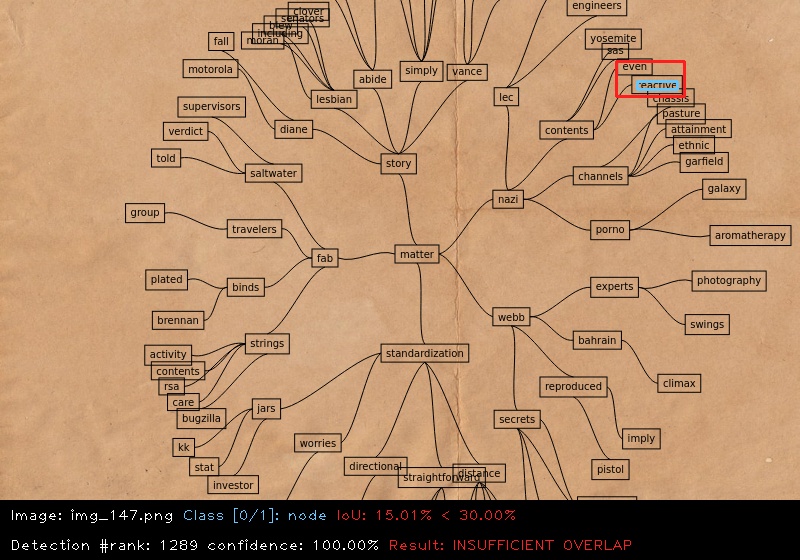 engineers
clover
senators
blew
including
moran
fall
yosemite
sas
even
motorola
abide
simply
vance
reactive
lesbian
lec
chassis
supervisors
pasture
verdict
diane
contents
attainment
ethnic
told
story
garfield
saltwater
channels
galaxy
nazi
group
travelers
porno
aromatherapy
matter
fab
plated
binds
experts
photography
brennan
webb
swings
strings
bahrain
activity
standardization
contents
climax
rsa
reproduced
care
jars
bugzilla
secrets
kk
worries
imply
stat
directional
distance
pistol
straightforward
investor
Image: img_147.png Class [0/1]: node IoU: 15.01% < 30.00%
Detection #rank: 1289 confidence: 100.00% Result: INSUFFICIENT OVERLAP